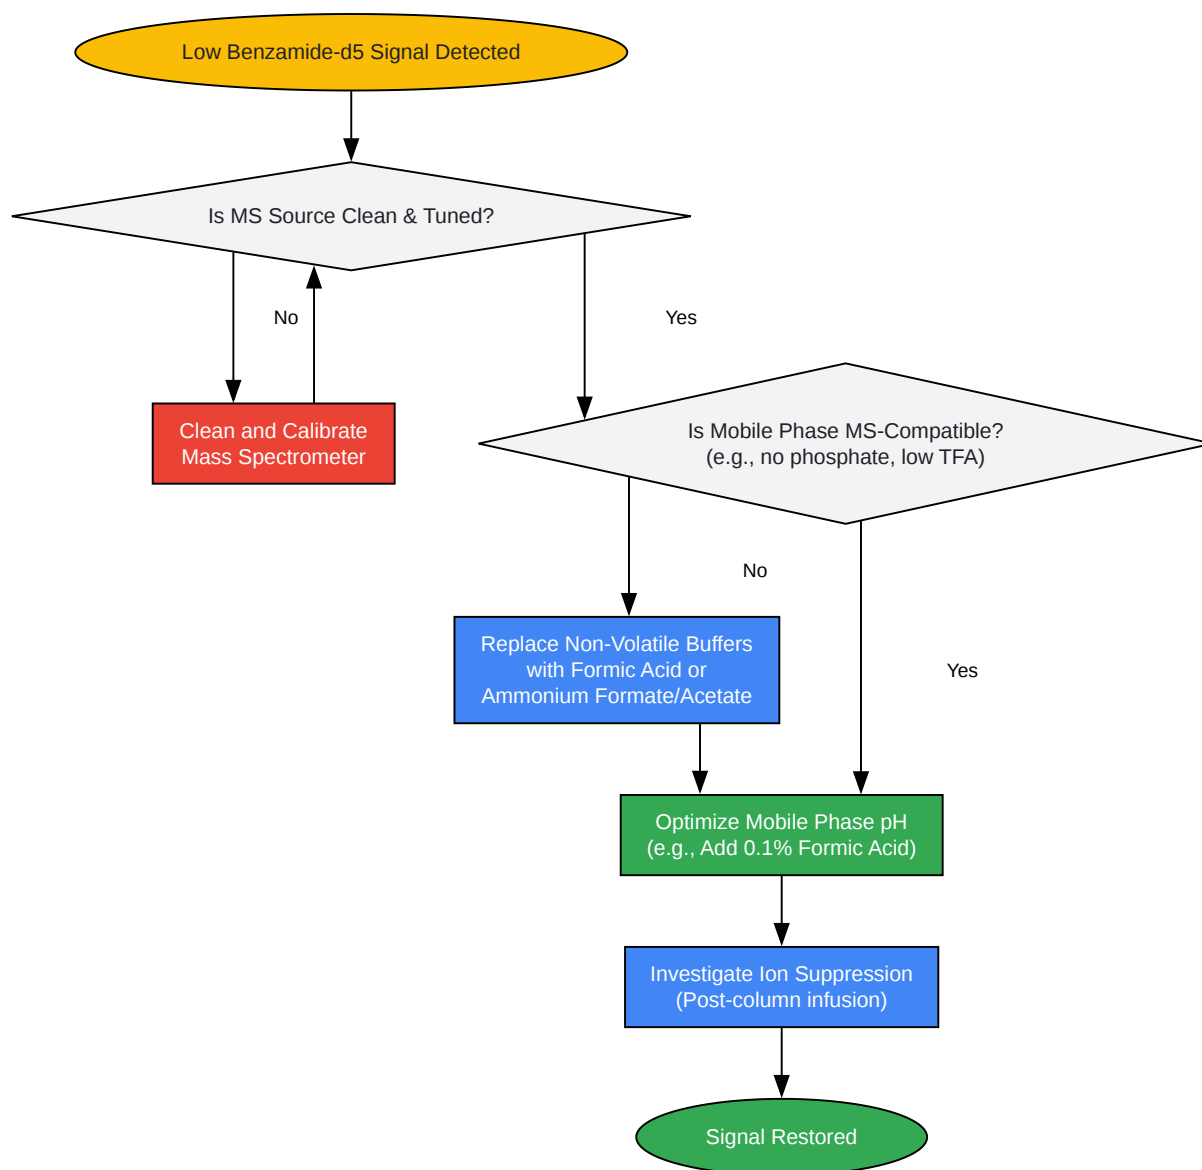 Low Benzamide-d5 Signal Detected
Is MS Source Clean & Tuned?
No
Yes
Clean and Calibrate
Mass Spectrometer
Is Mobile Phase MS-Compatible?
(e.g., no phosphate, low TFA)
No
Yes
Replace Non-Volatile Buffers
with Formic Acid or
Ammonium Formate/Acetate
Optimize Mobile Phase pH
(e.g., Add 0.1% Formic Acid)
Investigate Ion Suppression
(Post-column infusion)
Signal Restored